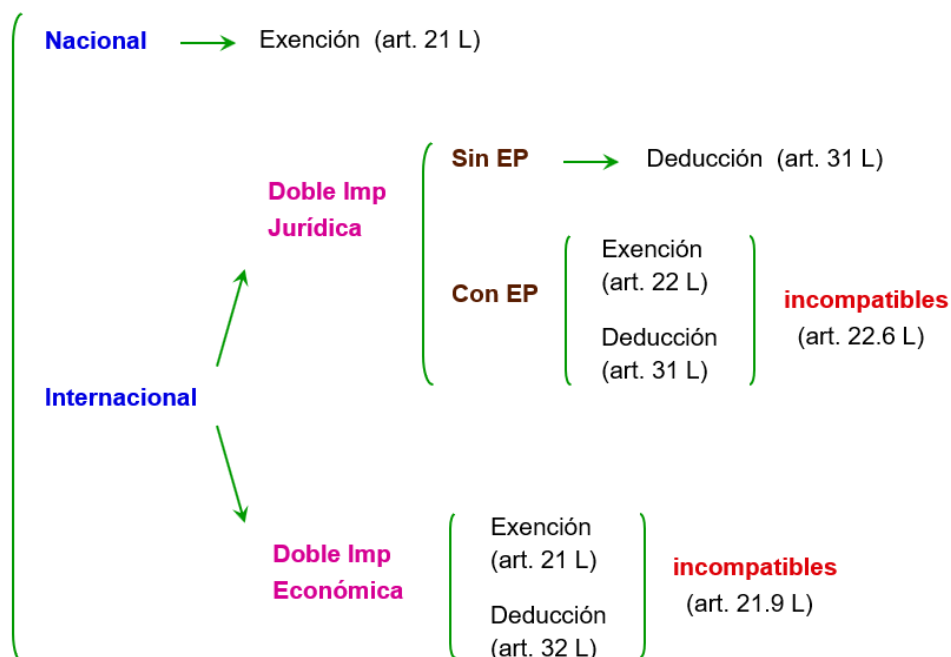 Nacional
Exención (art. 21 L)
Doble Imp
Jurídica
Sin EP
Deducción (art. 31 L)
Con EP
Exención
(art. 22 L)
Deducción
(art. 31 L)
incompatibles
(art. 22.6 L)
Internacional
Doble Imp
Económica
Exención
(art. 21 L)
Deducción
(art. 32 L)
incompatibles
(art. 21.9 L)